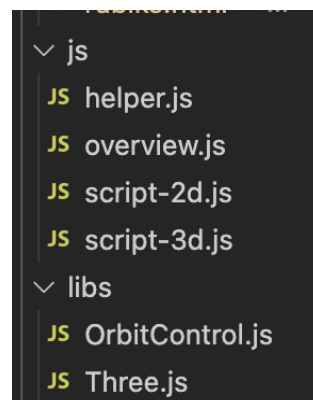 js
JS helper.js
JS overview.js
JS script-2d.js
JS script-3d.js
libs
JS OrbitControl.js
JS Three.js